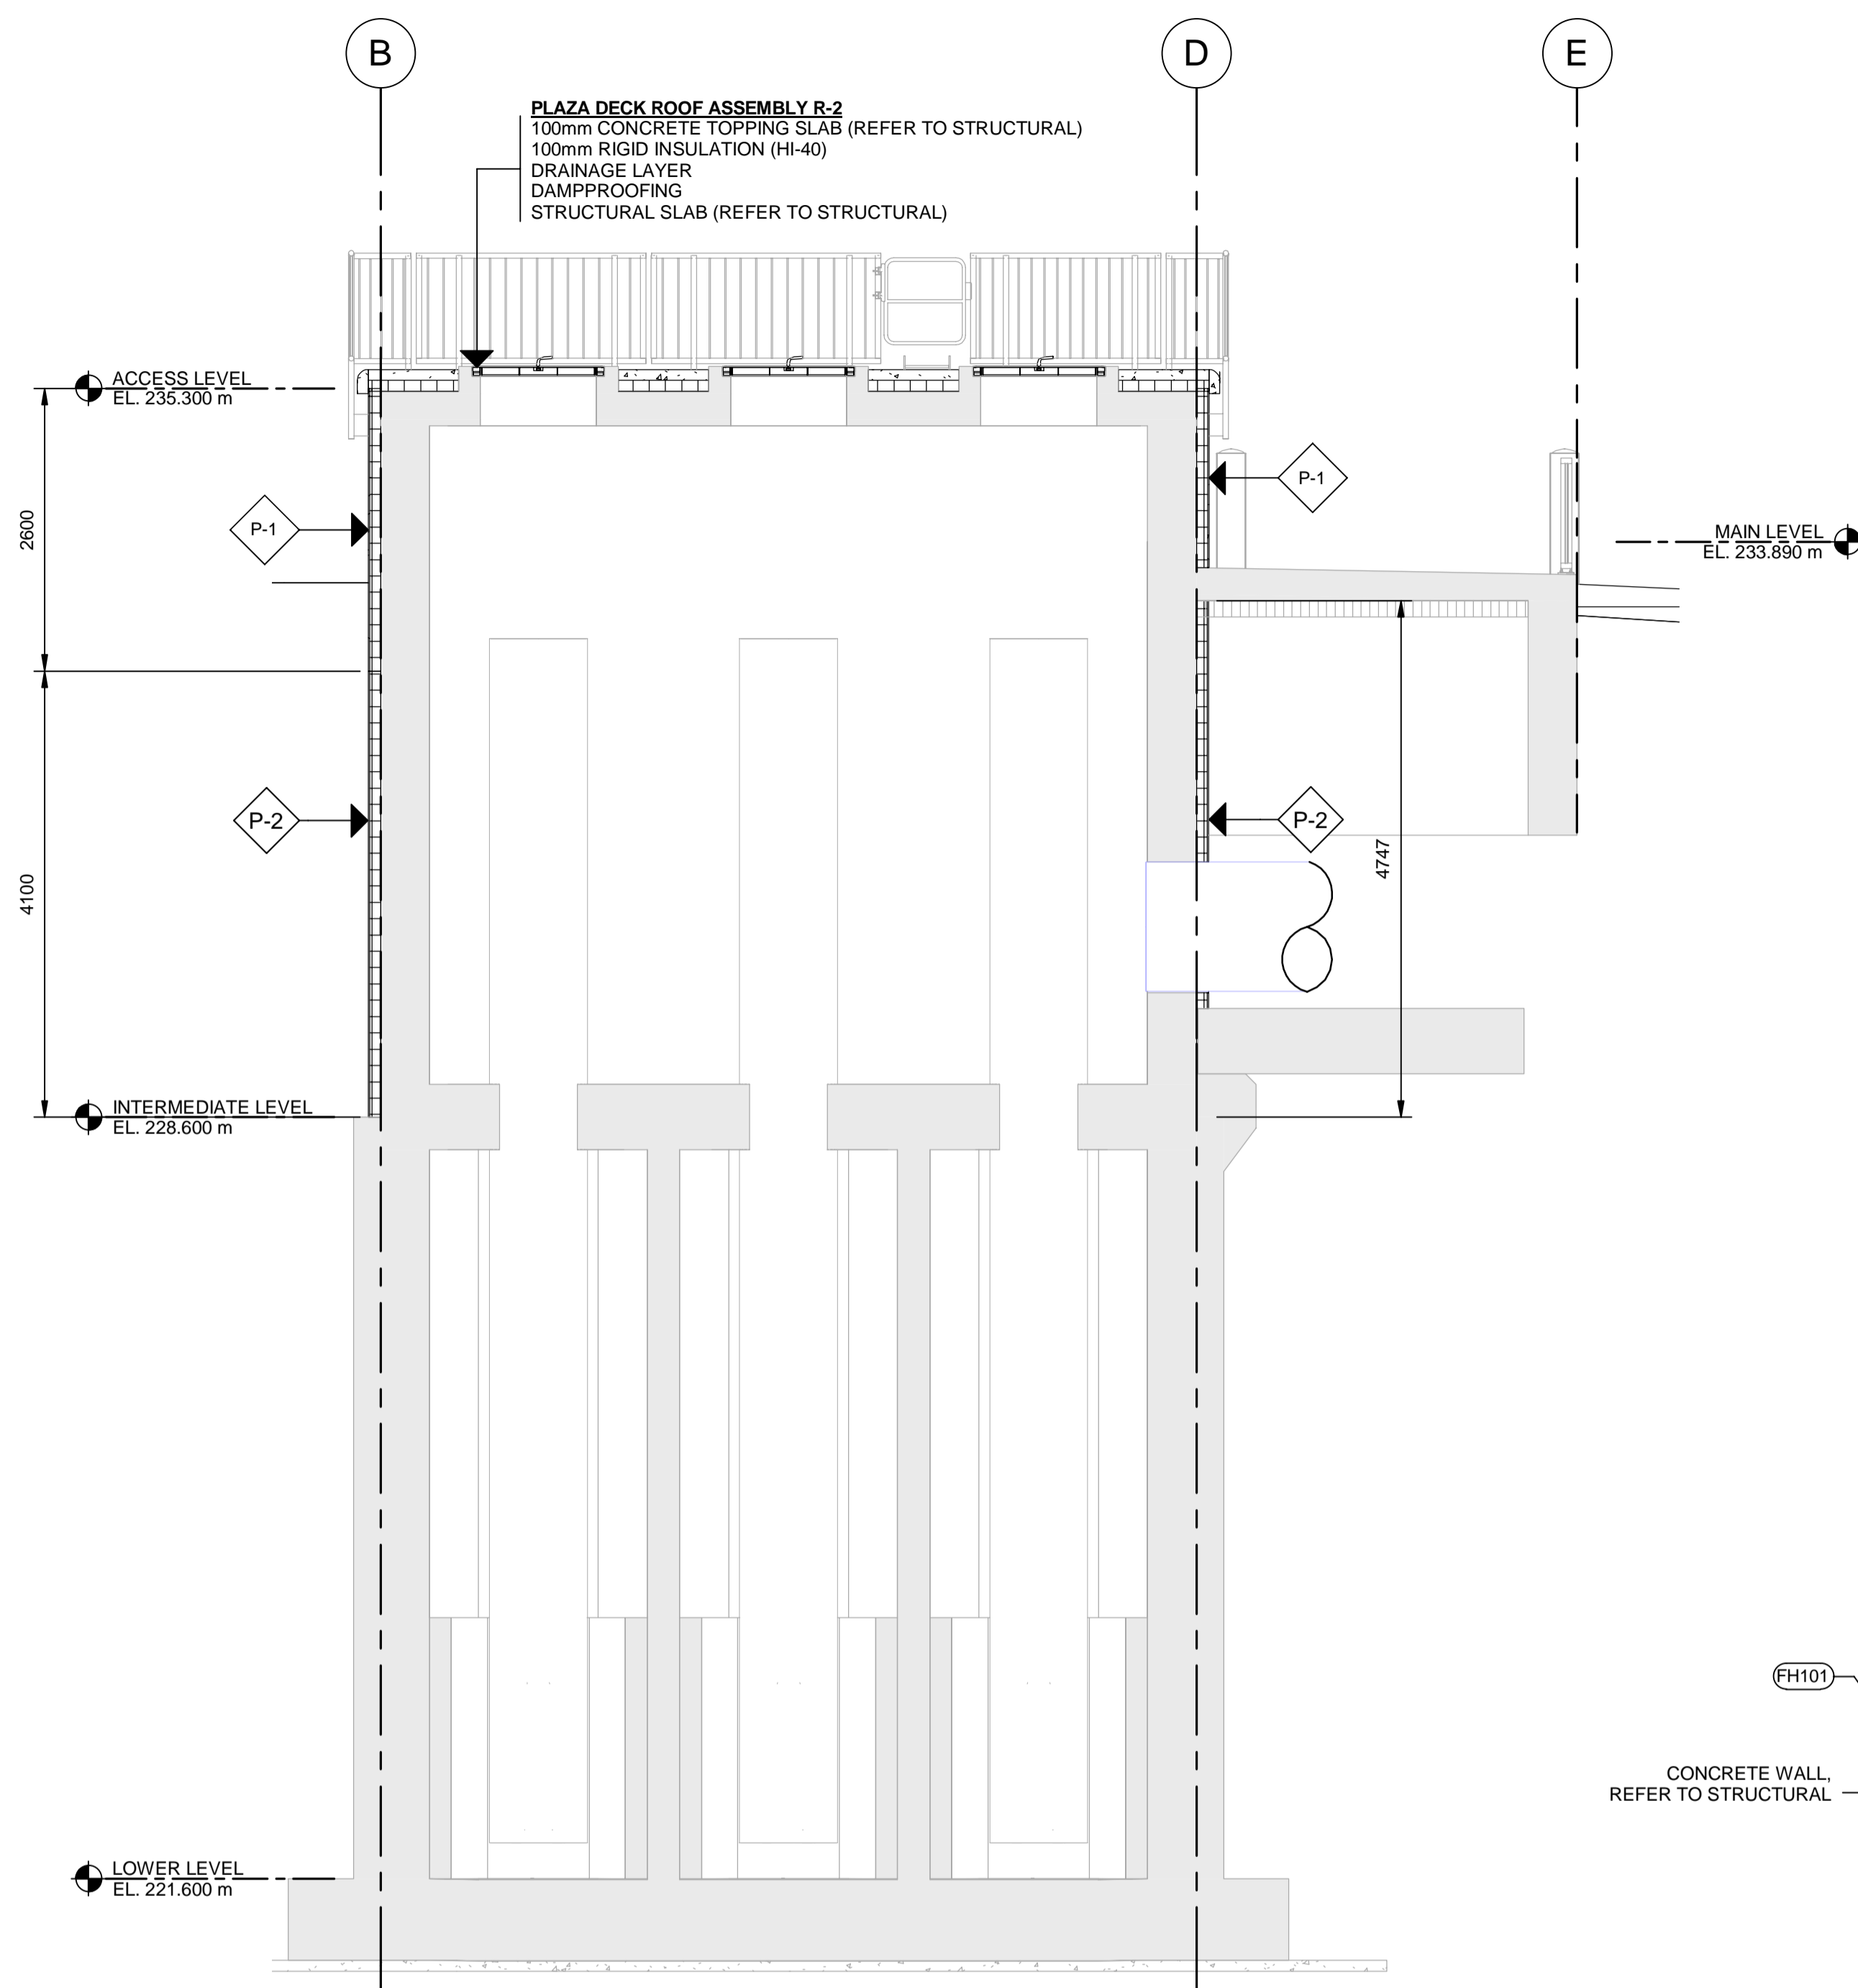 B
D
E
PLAZA DECK ROOF ASSEMBLY R-2
100mm CONCRETE TOPPING SLAB (REFER TO STRUCTURAL)
100mm RIGID INSULATION (HI-40)
DRAINAGE LAYER
DAMPPROOFING
STRUCTURAL SLAB (REFER TO STRUCTURAL)
ACCESS LEVEL
EL. 235.300 m
P-1
P-1
2600
MAIN LEVEL
EL. 233.890 m
P-2
P-2
4747
4100
INTERMEDIATE LEVEL
EL. 228.600 m
FH101
CONCRETE WALL,
REFER TO STRUCTURAL
LOWER LEVEL
EL. 221.600 m